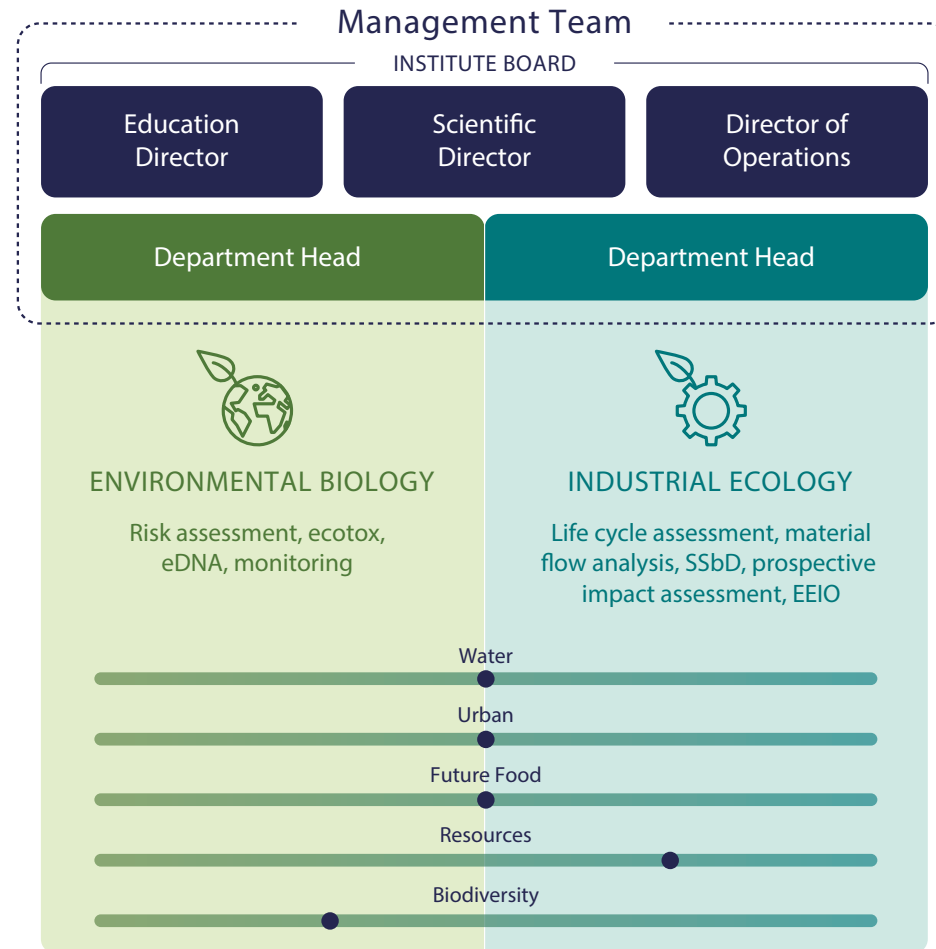 Management Team
INSTITUTE BOARD
Education
Director
Scientific
Director
Director of
Operations
Department Head
Department Head
ENVIRONMENTAL BIOLOGY
Risk assessment, ecotox,
eDNA, monitoring
INDUSTRIAL ECOLOGY
Life cycle assessment, material
flow analysis, SSbD, prospective
impact assessment, EEIO
Water
Urban
Future Food
Resources
Biodiversity